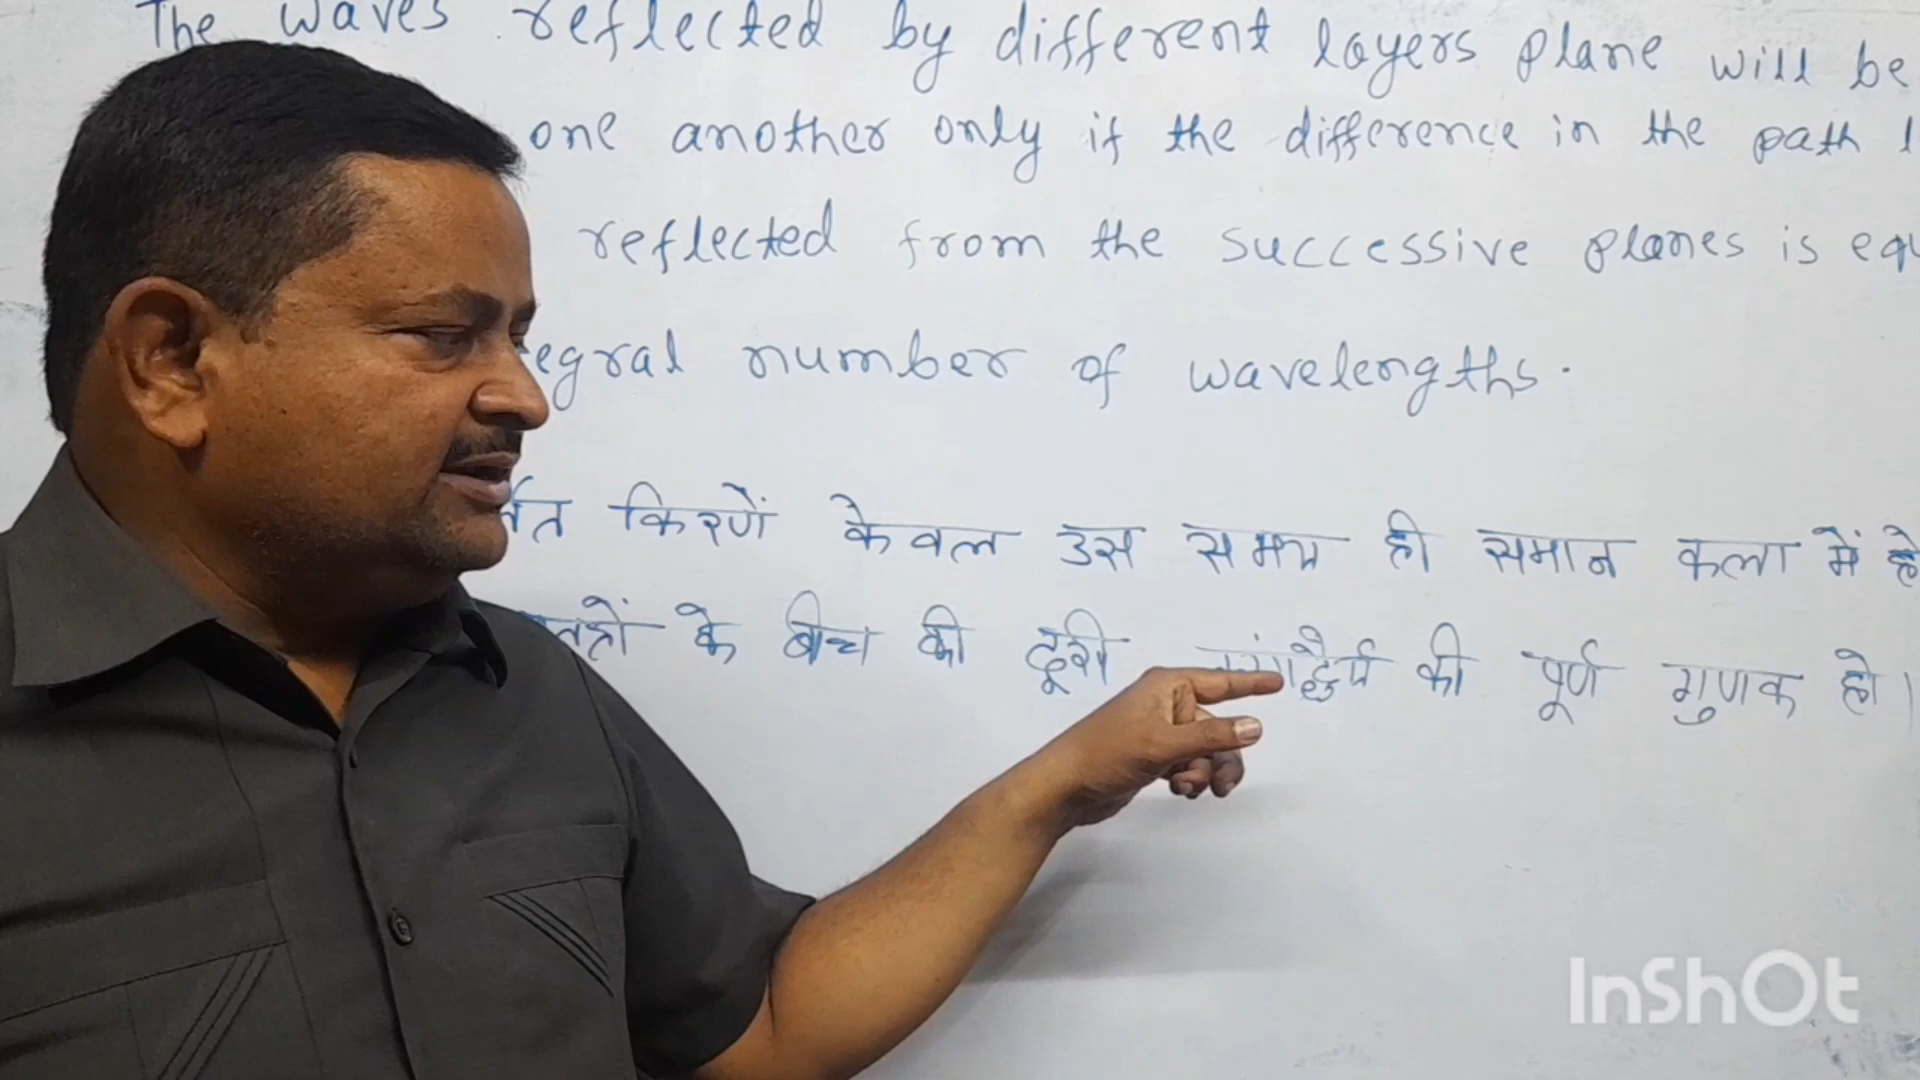 The waves reflected by different layers plane will be
one another only if the difference in the path l
reflected from the successive planes is equ
egral number of wavelengths.
र्तित किरणें केवल उस समय ही समान कला में हो
के बीच की दूरी तरंगदैर्घ्य की पूर्ण गुणक हो।
InShOt